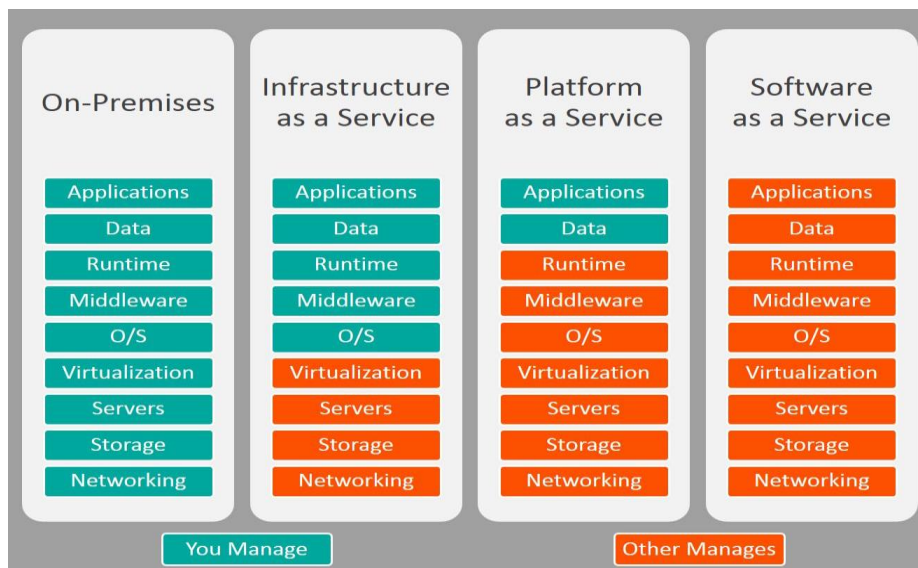 On-Premises
Applications
Data
Runtime
Middleware
O/S
Virtualization
Servers
Storage
Networking
Infrastructure
as a Service
Applications
Data
Runtime
Middleware
O/S
Virtualization
Servers
Storage
Networking
Platform
as a Service
Applications
Data
Runtime
Middleware
O/S
Virtualization
Servers
Storage
Networking
Software
as a Service
Applications
Data
Runtime
Middleware
O/S
Virtualization
Servers
Storage
Networking
You Manage
Other Manages